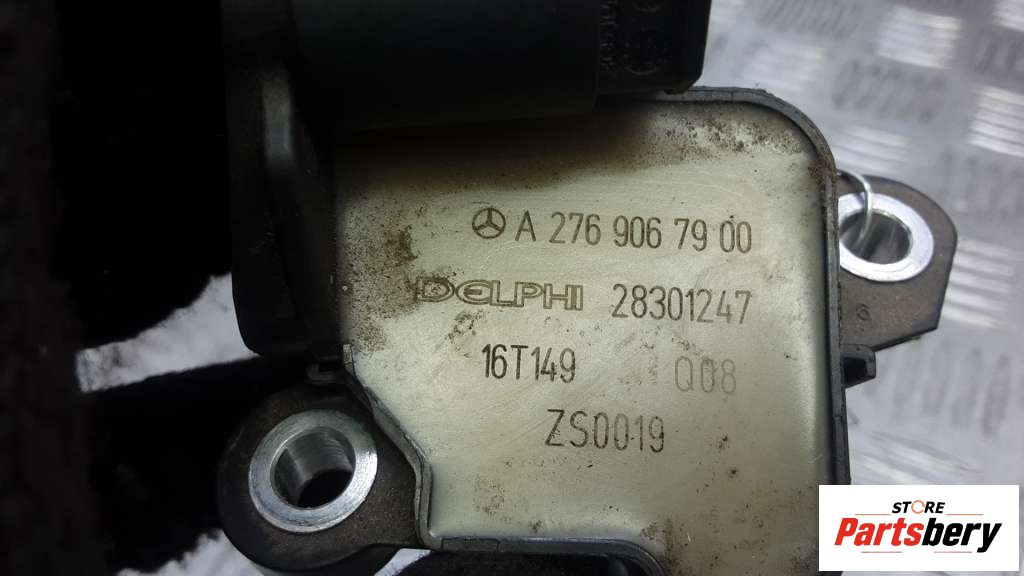 A 276 906 79 00
DELPHI 28301247
16T149 Q08
ZS0019
STORE
Partsbery